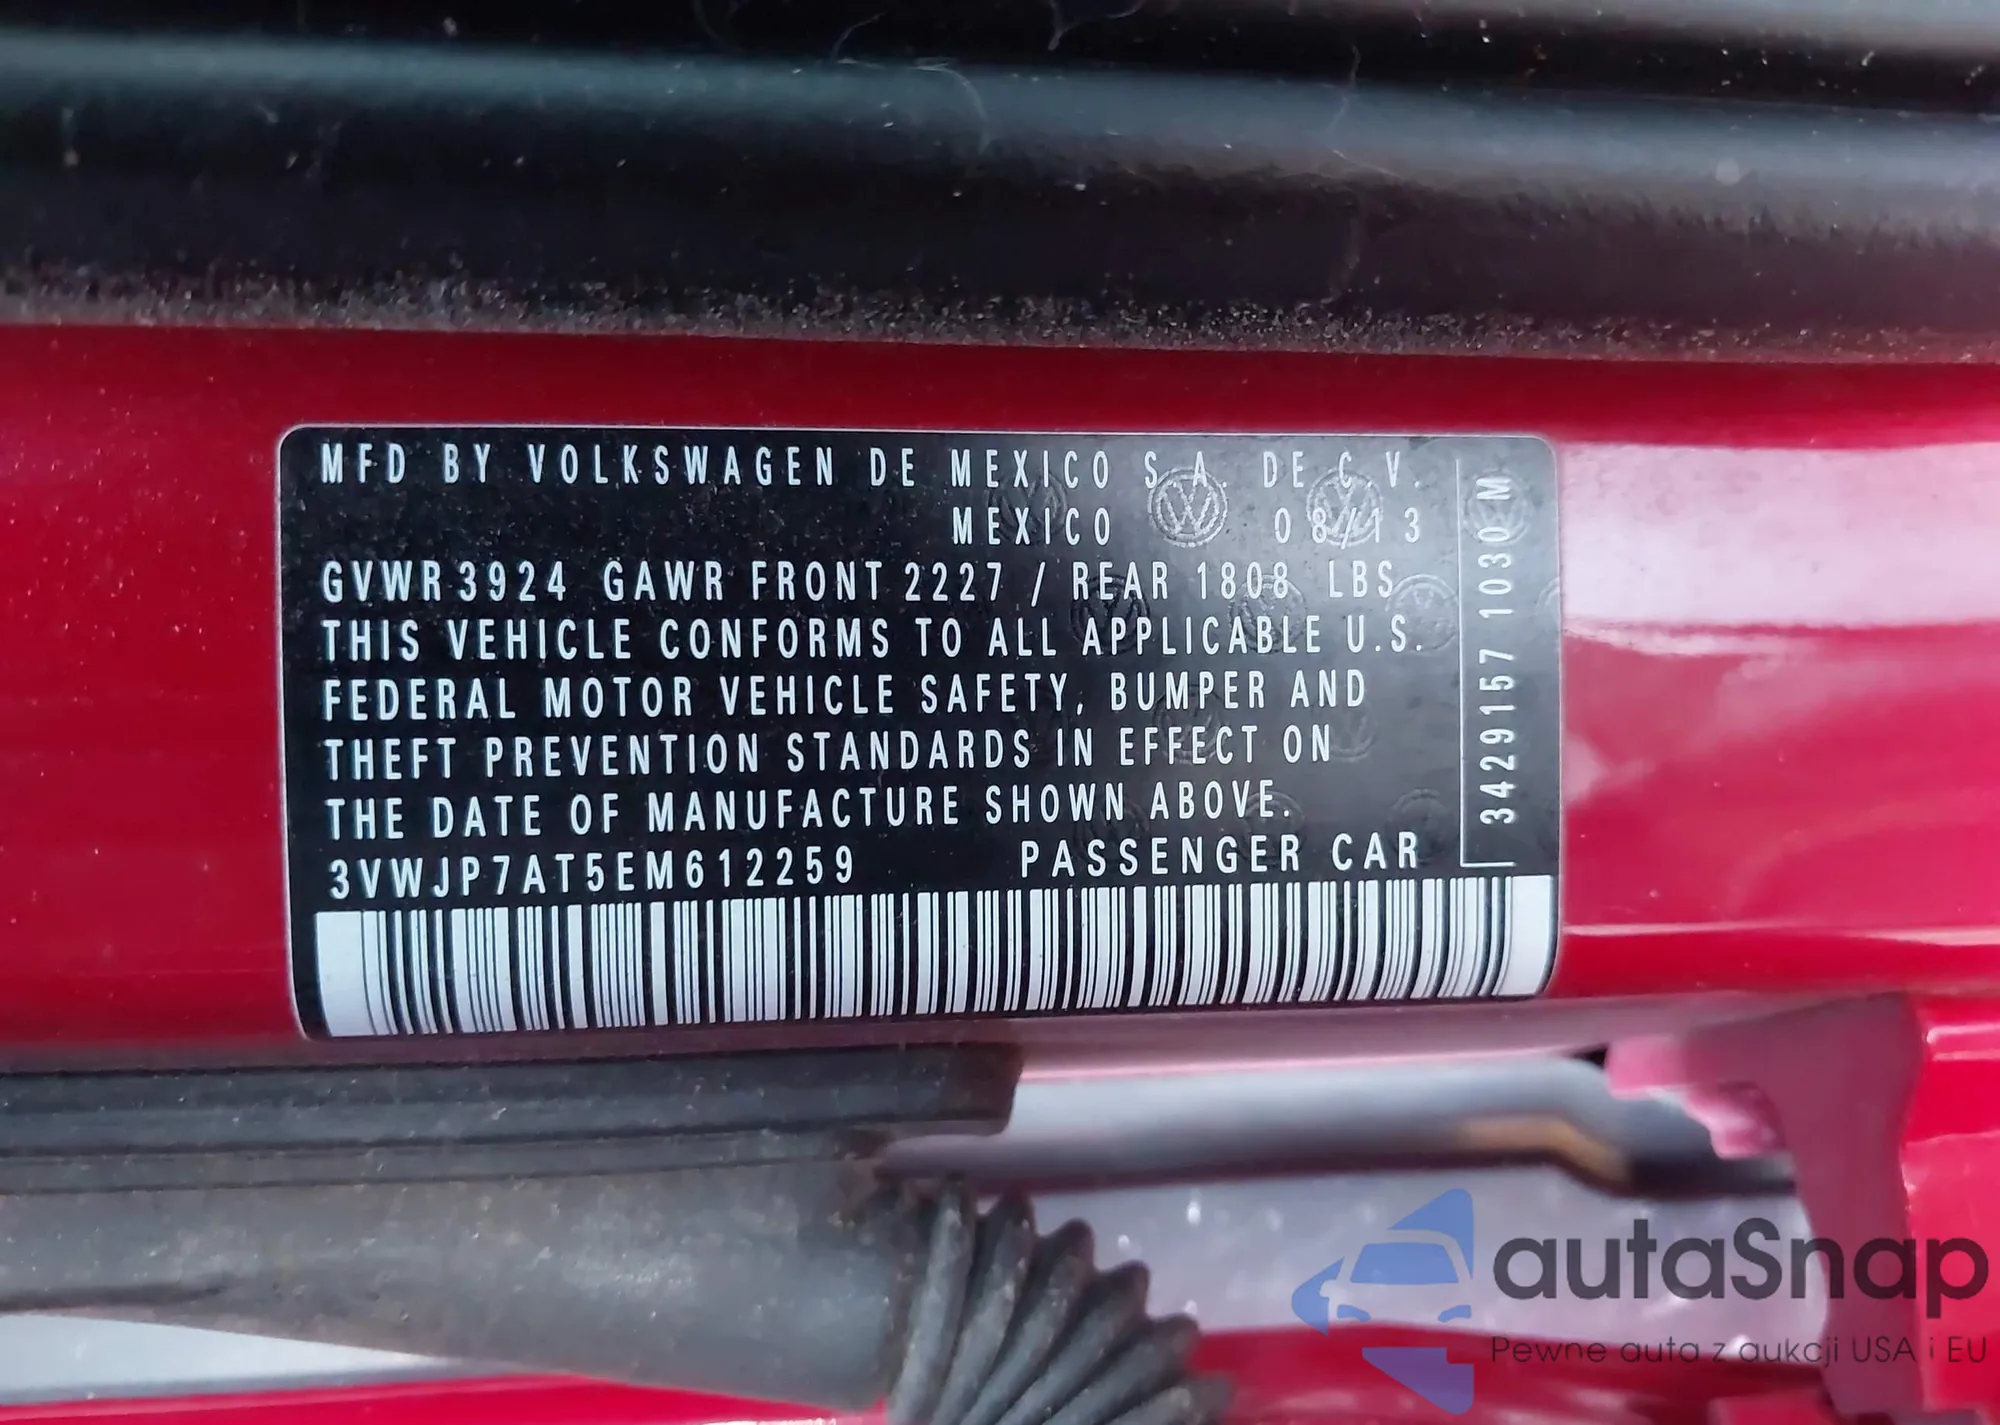 MFD BY VOLKSWAGEN DE MEXICO S.A. DE C.V.
MEXICO 08/13
GVWR 3924 GAWR FRONT 2227 / REAR 1808 LBS
THIS VEHICLE CONFORMS TO ALL APPLICABLE U.S.
FEDERAL MOTOR VEHICLE SAFETY, BUMPER AND
THEFT PREVENTION STANDARDS IN EFFECT ON
THE DATE OF MANUFACTURE SHOWN ABOVE.
3VWJP7AT5EM612259 PASSENGER CAR
3429157 1030 M
autaSnap
Pewne auta z aukcji USA i EU